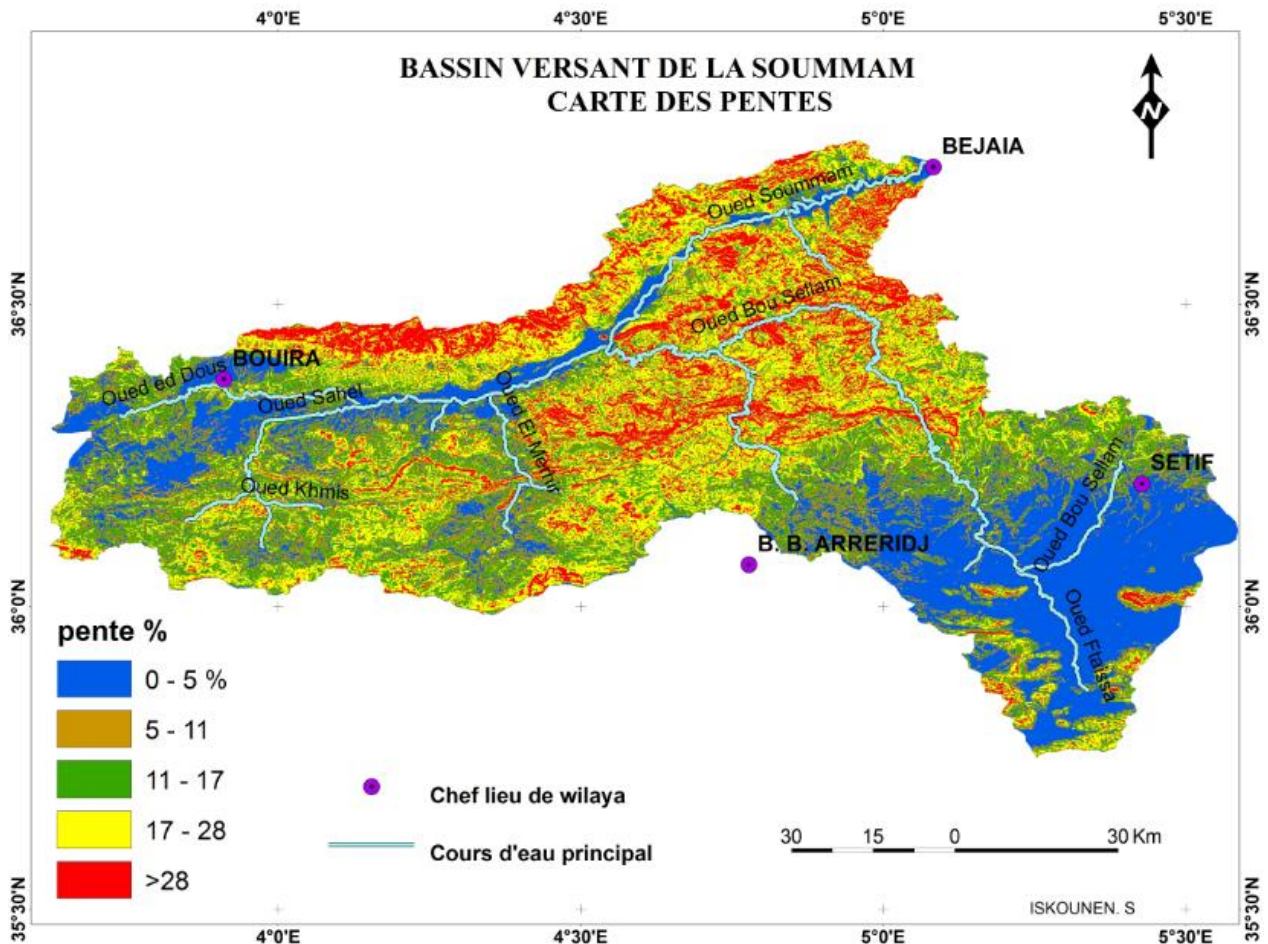 4°0'E 4°30'E 5°0'E 5°30'E
BASSIN VERSANT DE LA SOUMMAM
CARTE DES PENTES
N
BEJAIA
Oued Soummam
36°30'N 36°30'N
Oued Bou Sellam
BOUIRA
Oued ed Dous
Oued Sahel
Oued El Merhir
Oued Khmis
Oued Bou Sellam
SETIF
B. B. ARRERIDJ
36°0'N 36°0'N
Oued Ftaissa
pente %
0 - 5 %
5 - 11
11 - 17
17 - 28
>28
Chef lieu de wilaya
Cours d'eau principal
30 15 0 30 Km
ISKOUNEN. S
35°30'N 35°30'N
4°0'E 4°30'E 5°0'E 5°30'E